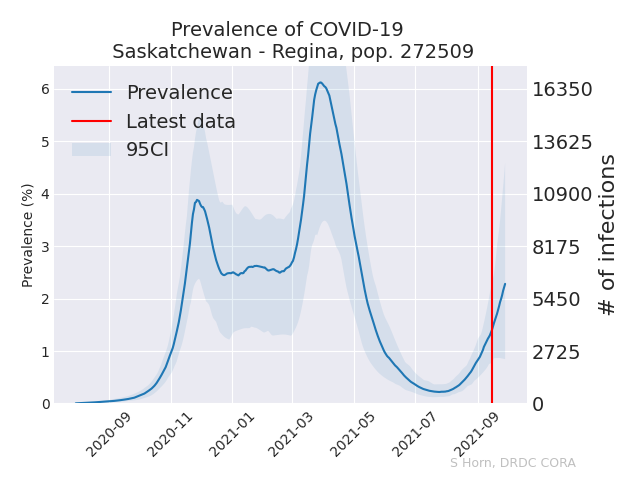 Prevalence of COVID-19
Saskatchewan - Regina, pop. 272509
Prevalence
Latest data
95CI
Prevalence (%)
6
5
4
3
2
1
0
16350
13625
10900
8175
5450
2725
0
# of infections
2020-09
2020-11
2021-01
2021-03
2021-05
2021-07
2021-09
S Horn, DRDC CORA